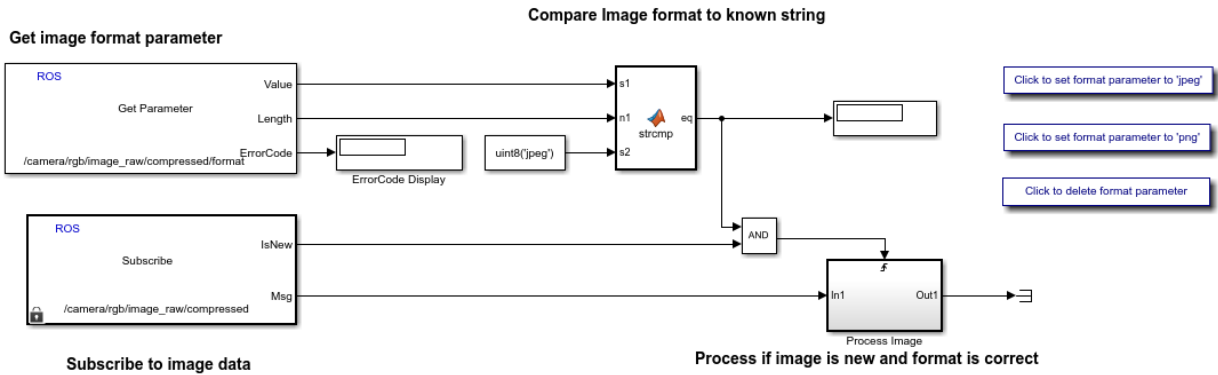 Compare Image format to known string
Get image format parameter
ROS
Get Parameter
/camera/rgb/image_raw/compressed/format
Value
Length
ErrorCode
ErrorCode Display
uint8('jpeg')
s1
n1
s2
strcmp
eq
Click to set format parameter to 'jpeg'
Click to set format parameter to 'png'
Click to delete format parameter
ROS
Subscribe
/camera/rgb/image_raw/compressed
IsNew
Msg
AND
In1
Out1
Process Image
Subscribe to image data
Process if image is new and format is correct